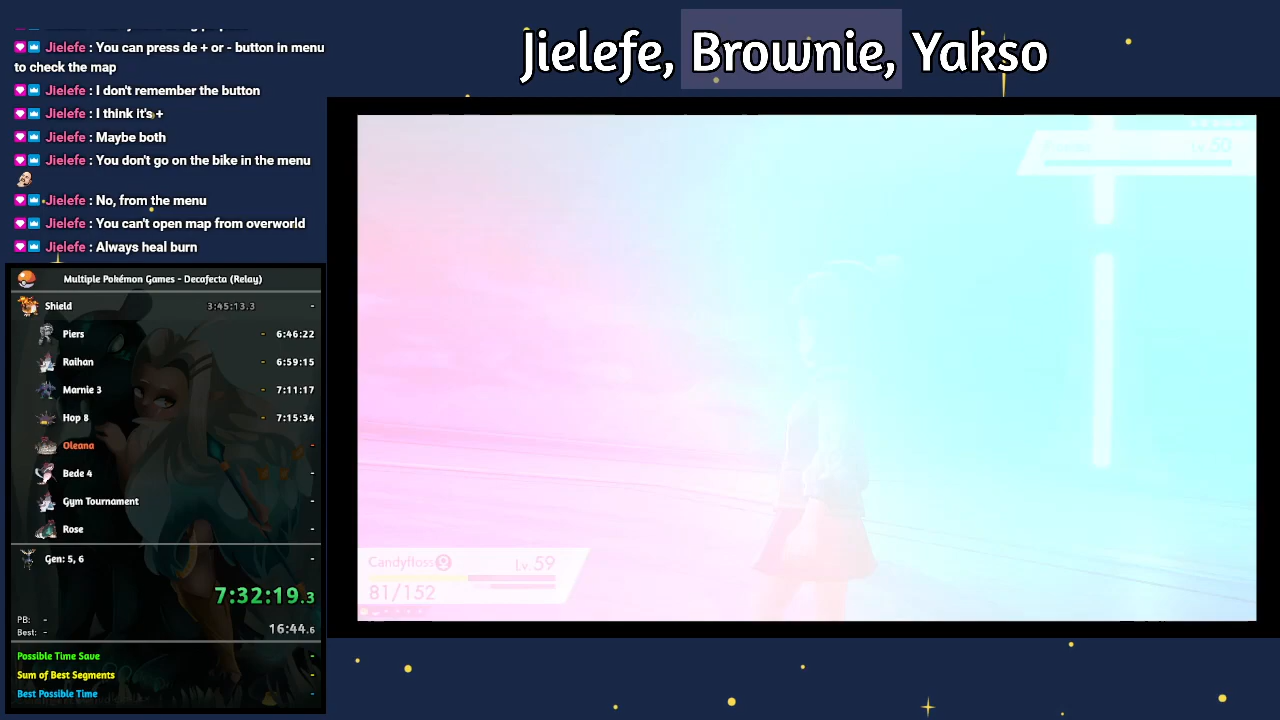 Jielefe : You can press de + or - button in menu
to check the map
Jielefe : I don't remember the button
Jielefe : I think it's +
Jielefe : Maybe both
Jielefe : You don't go on the bike in the menu
Jielefe : No, from the menu
Jielefe : You can't open map from overworld
Jielefe : Always heal burn
Jielefe, Brownie, Yakso
Multiple Pokémon Games - Decafecta (Relay)
Shield 3:45:13.3 -
Piers - 6:46:22
Raihan - 6:59:15
Marnie 3 - 7:11:17
Hop 8 - 7:15:34
Oleana -
Bede 4 -
Gym Tournament -
Rose -
Gen: 5, 6 -
7:32:19.3
PB: -
Best: -
16:44.6
Possible Time Save -
Sum of Best Segments -
Best Possible Time -
Lv. 50
Candyfloss Lv. 59
81/152